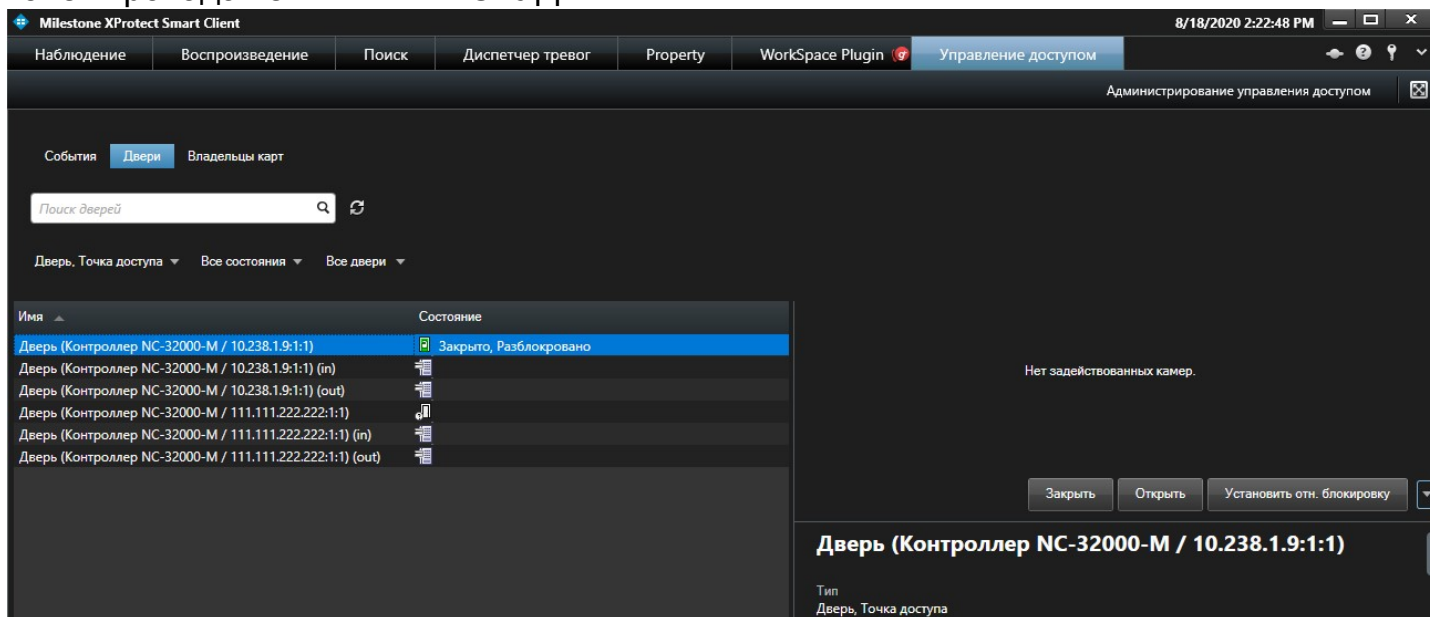 Milestone XProtect Smart Client 8/18/2020 2:22:48 PM
Наблюдение Воспроизведение Поиск Диспетчер тревог Property WorkSpace Plugin Управление доступом
Администрирование управления доступом
События Двери Владельцы карт
Поиск дверей
Дверь, Точка доступа Все состояния Все двери
Имя Состояние
Дверь (Контроллер NC-32000-M / 10.238.1.9:1:1) Закрыто, Разблокировано
Дверь (Контроллер NC-32000-M / 10.238.1.9:1:1) (in)
Дверь (Контроллер NC-32000-M / 10.238.1.9:1:1) (out)
Дверь (Контроллер NC-32000-M / 111.111.222.222:1:1)
Дверь (Контроллер NC-32000-M / 111.111.222.222:1:1) (in)
Дверь (Контроллер NC-32000-M / 111.111.222.222:1:1) (out)
Нет задействованных камер.
Закрыть Открыть Установить отн. блокировку
Дверь (Контроллер NC-32000-M / 10.238.1.9:1:1)
Тип
Дверь, Точка доступа